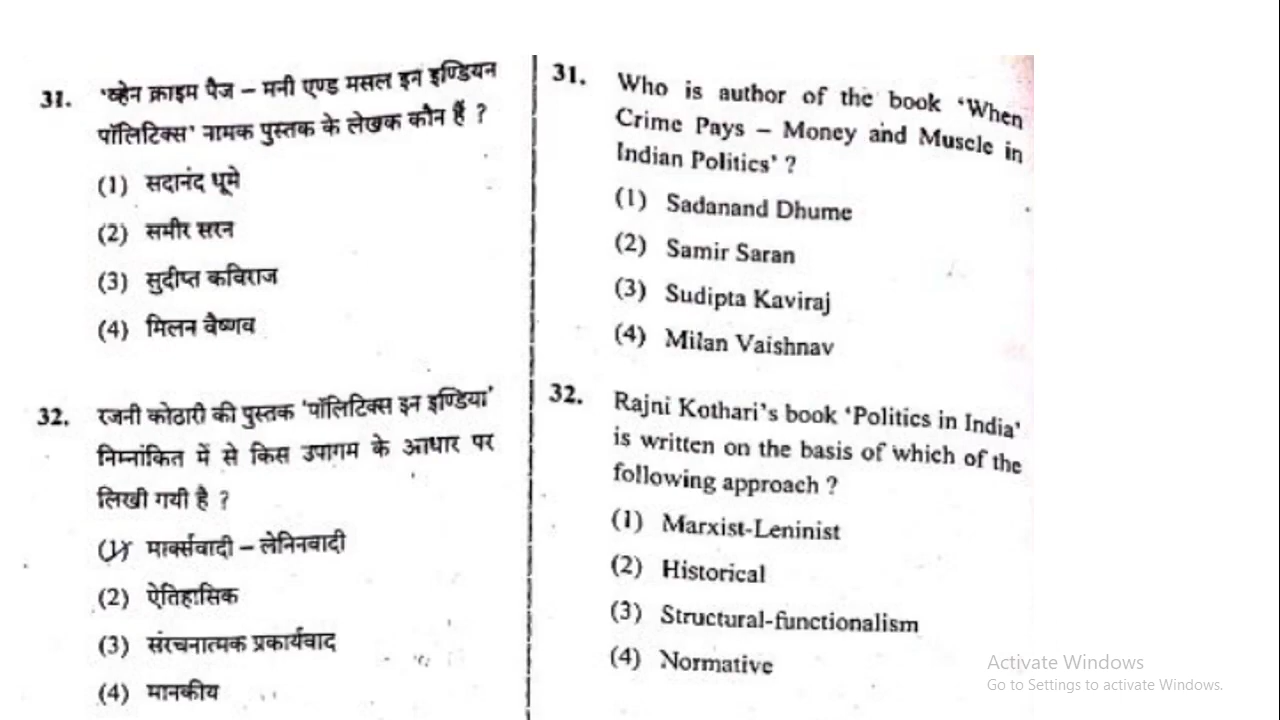 31. 'व्हेन क्राइम पैज – मनी एण्ड मसल इन इण्डियन
पॉलिटिक्स' नामक पुस्तक के लेखक कौन हैं ?
(1) सदानंद धूमे
(2) समीर सरन
(3) सुदीप्त कविराज
(4) मिलन वैष्णव
32. रजनी कोठारी की पुस्तक 'पॉलिटिक्स इन इण्डिया'
निम्नांकित में से किस उपागम के आधार पर
लिखी गयी है ?
(1) मार्क्सवादी – लेनिनवादी
(2) ऐतिहासिक
(3) संरचनात्मक प्रकार्यवाद
(4) मानकीय
31. Who is author of the book 'When
Crime Pays – Money and Muscle in
Indian Politics' ?
(1) Sadanand Dhume
(2) Samir Saran
(3) Sudipta Kaviraj
(4) Milan Vaishnav
32. Rajni Kothari's book 'Politics in India'
is written on the basis of which of the
following approach ?
(1) Marxist-Leninist
(2) Historical
(3) Structural-functionalism
(4) Normative
Activate Windows
Go to Settings to activate Windows.